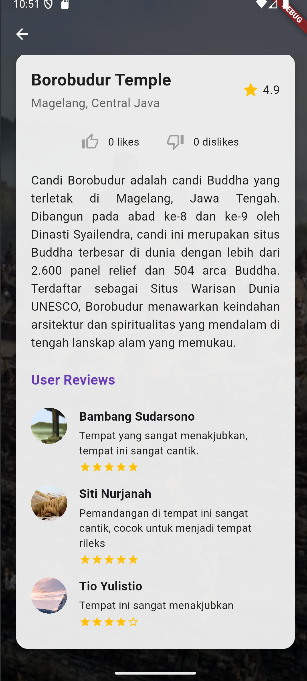 10:51
DEBUG
Borobudur Temple
Magelang, Central Java
4.9
0 likes
0 dislikes
Candi Borobudur adalah candi Buddha yang
terletak di Magelang, Jawa Tengah.
Dibangun pada abad ke-8 dan ke-9 oleh
Dinasti Syailendra, candi ini merupakan situs
Buddha terbesar di dunia dengan lebih dari
2.600 panel relief dan 504 arca Buddha.
Terdaftar sebagai Situs Warisan Dunia
UNESCO, Borobudur menawarkan keindahan
arsitektur dan spiritualitas yang mendalam di
tengah lanskap alam yang memukau.
User Reviews
Bambang Sudarsono
Tempat yang sangat menakjubkan,
tempat ini sangat cantik.
Siti Nurjanah
Pemandangan di tempat ini sangat
cantik, cocok untuk menjadi tempat
rileks
Tio Yulistio
Tempat ini sangat menakjubkan